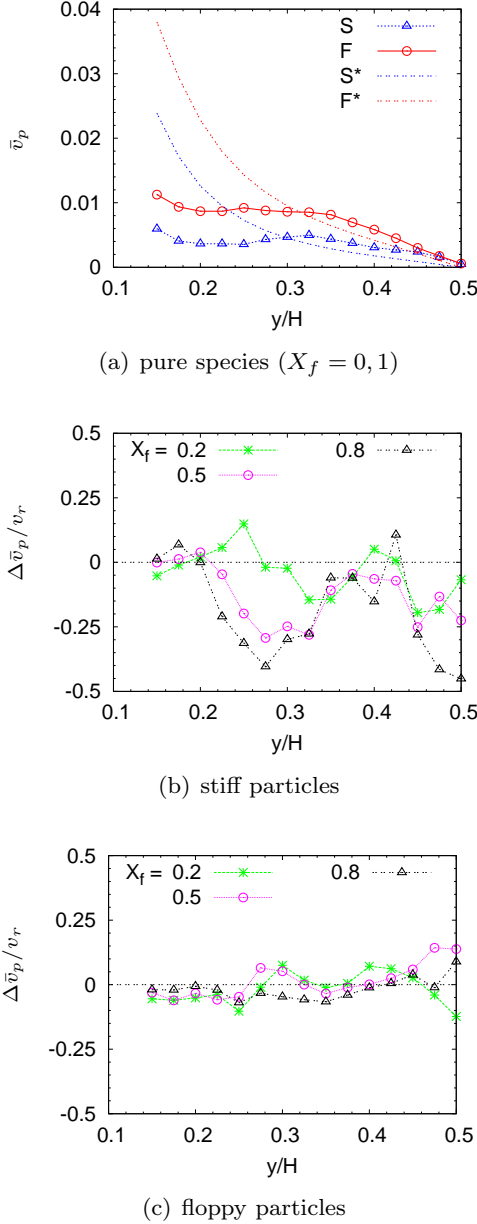 0.04
0.03
0.02
0.01
0
v̄ₚ
S
F
S*
F*
0.1 0.2 0.3 0.4 0.5
y/H
(a) pure species (X_f = 0, 1)
0.5
0.25
0
-0.25
-0.5
Δv̄ₚ/vᵣ
X_f = 0.2 0.8
0.5
0.1 0.2 0.3 0.4 0.5
y/H
(b) stiff particles
0.5
0.25
0
-0.25
-0.5
Δv̄ₚ/vᵣ
X_f = 0.2 0.8
0.5
0.1 0.2 0.3 0.4 0.5
y/H
(c) floppy particles